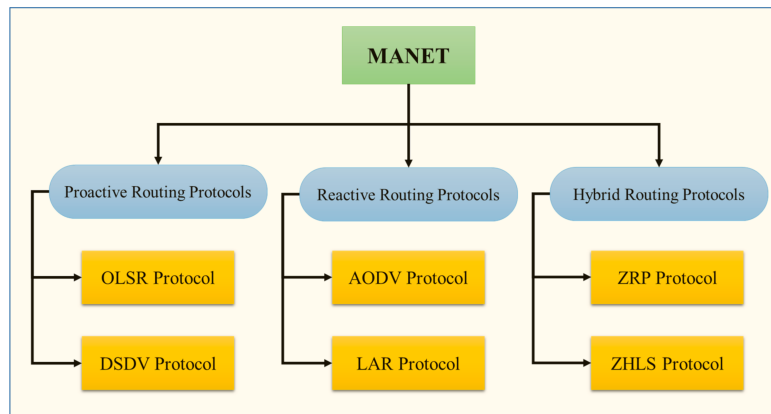 MANET
Proactive Routing Protocols
Reactive Routing Protocols
Hybrid Routing Protocols
OLSR Protocol
AODV Protocol
ZRP Protocol
DSDV Protocol
LAR Protocol
ZHLS Protocol